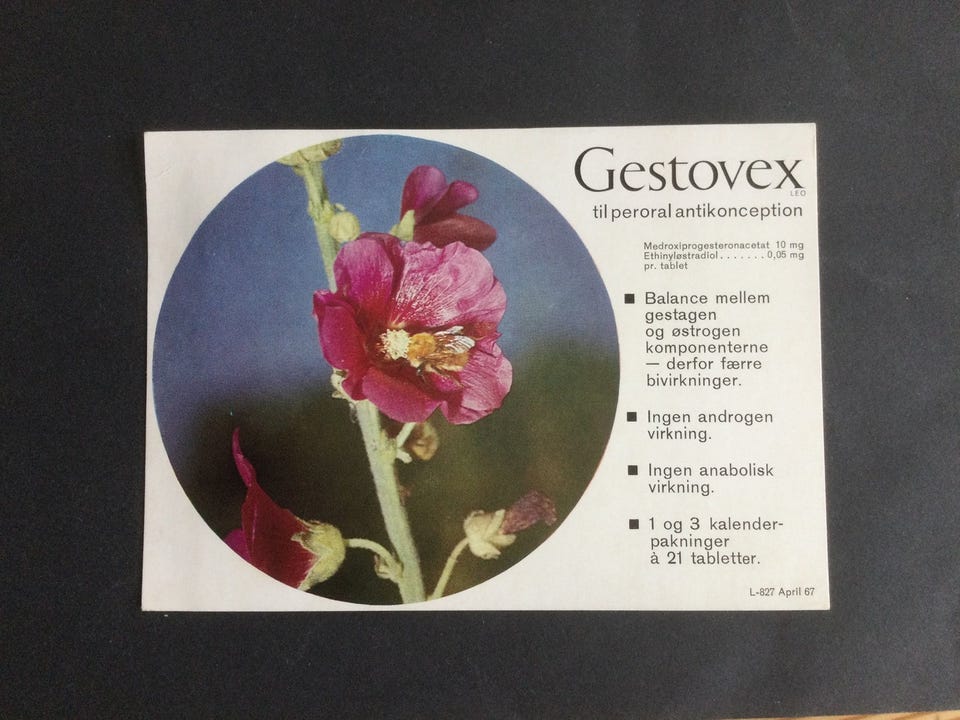 Gestovex
LEO
til peroral antikonception
Medroxiprogesteronacetat 10 mg
Ethinyløstradiol.......0,05 mg
pr. tablet
■ Balance mellem
gestagen
og østrogen
komponenterne
— derfor færre
bivirkninger.
■ Ingen androgen
virkning.
■ Ingen anabolisk
virkning.
■ 1 og 3 kalender-
pakninger
à 21 tabletter.
L-827 April 67